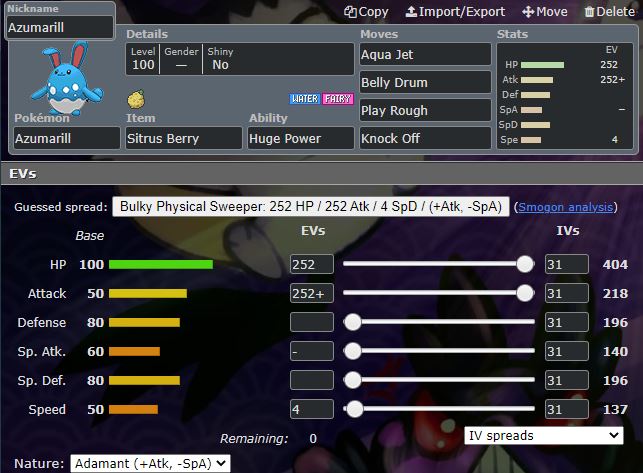 Nickname
Copy Import/Export Move Delete
Azumarill
Details
Moves
Stats
Level Gender Shiny
100 — No
Aqua Jet
Belly Drum
Play Rough
Knock Off
EV
HP 252
Atk 252+
Def
SpA –
SpD
Spe 4
WATER FAIRY
Pokémon
Item
Ability
Azumarill
Sitrus Berry
Huge Power
EVs
Guessed spread: Bulky Physical Sweeper: 252 HP / 252 Atk / 4 SpD / (+Atk, -SpA) (Smogon analysis)
Base EVs IVs
HP 100 252 31 404
Attack 50 252+ 31 218
Defense 80 31 196
Sp. Atk. 60 - 31 140
Sp. Def. 80 31 196
Speed 50 4 31 137
Remaining: 0 IV spreads
Nature: Adamant (+Atk, -SpA)